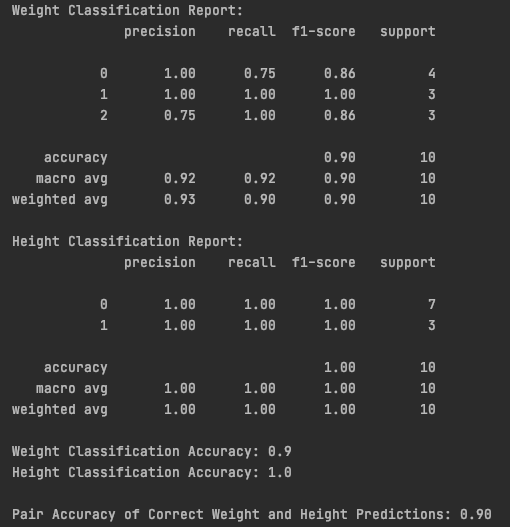 Weight Classification Report:
precision recall f1-score support
0 1.00 0.75 0.86 4
1 1.00 1.00 1.00 3
2 0.75 1.00 0.86 3
accuracy 0.90 10
macro avg 0.92 0.92 0.90 10
weighted avg 0.93 0.90 0.90 10
Height Classification Report:
precision recall f1-score support
0 1.00 1.00 1.00 7
1 1.00 1.00 1.00 3
accuracy 1.00 10
macro avg 1.00 1.00 1.00 10
weighted avg 1.00 1.00 1.00 10
Weight Classification Accuracy: 0.9
Height Classification Accuracy: 1.0
Pair Accuracy of Correct Weight and Height Predictions: 0.90